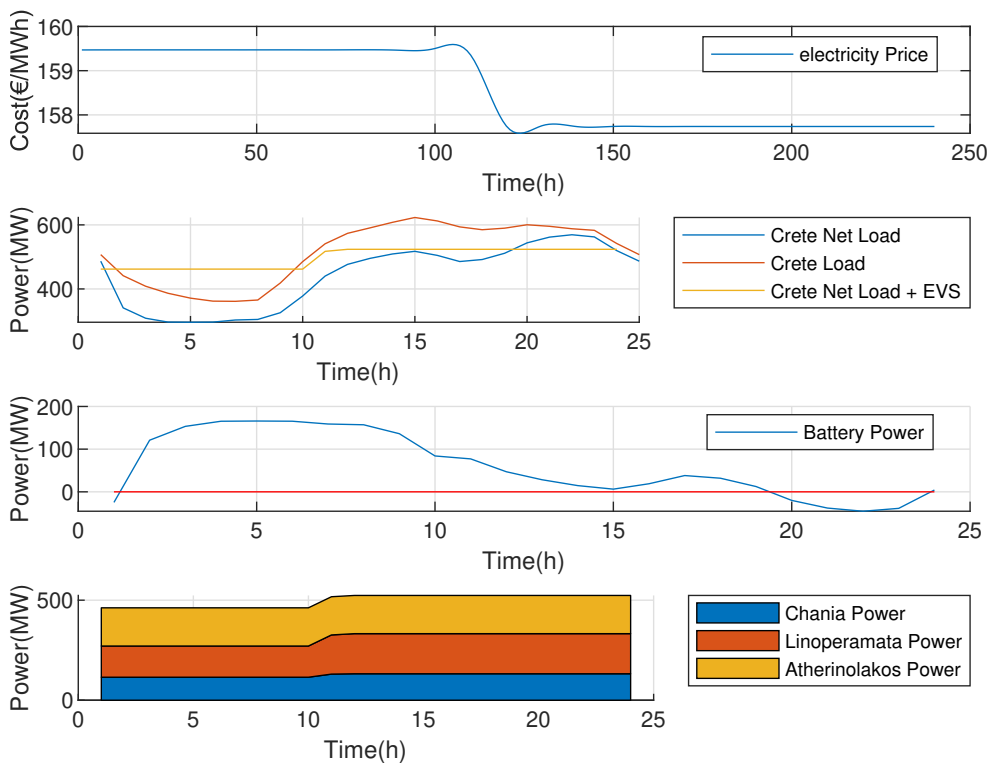 160
159
158
Cost(€/MWh)
electricity Price
0 50 100 150 200 250
Time(h)
600
400
Power(MW)
Crete Net Load
Crete Load
Crete Net Load + EVS
0 5 10 15 20 25
Time(h)
200
100
0
Power(MW)
Battery Power
0 5 10 15 20 25
Time(h)
500
0
Power(MW)
Chania Power
Linoperamata Power
Atherinolakos Power
0 5 10 15 20 25
Time(h)